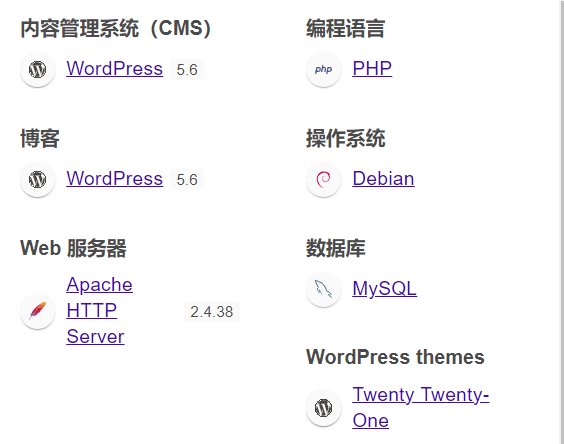 内容管理系统（CMS）
WordPress 5.6
博客
WordPress 5.6
Web 服务器
Apache
HTTP
Server
2.4.38
编程语言
php PHP
操作系统
Debian
数据库
MySQL
WordPress themes
Twenty Twenty-
One